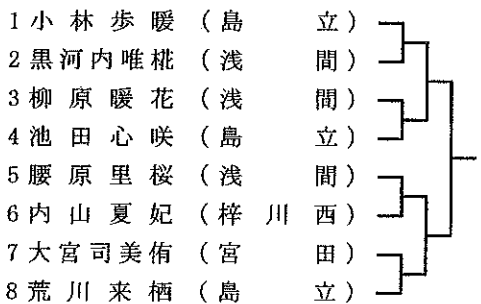 1 小林歩暖 (島立)
2 黒河内唯椛 (浅間)
3 柳原暖花 (浅間)
4 池田心咲 (島立)
5 腰原里桜 (浅間)
6 内山夏妃 (梓川西)
7 大宮司美侑 (宮田)
8 荒川来栖 (島立)